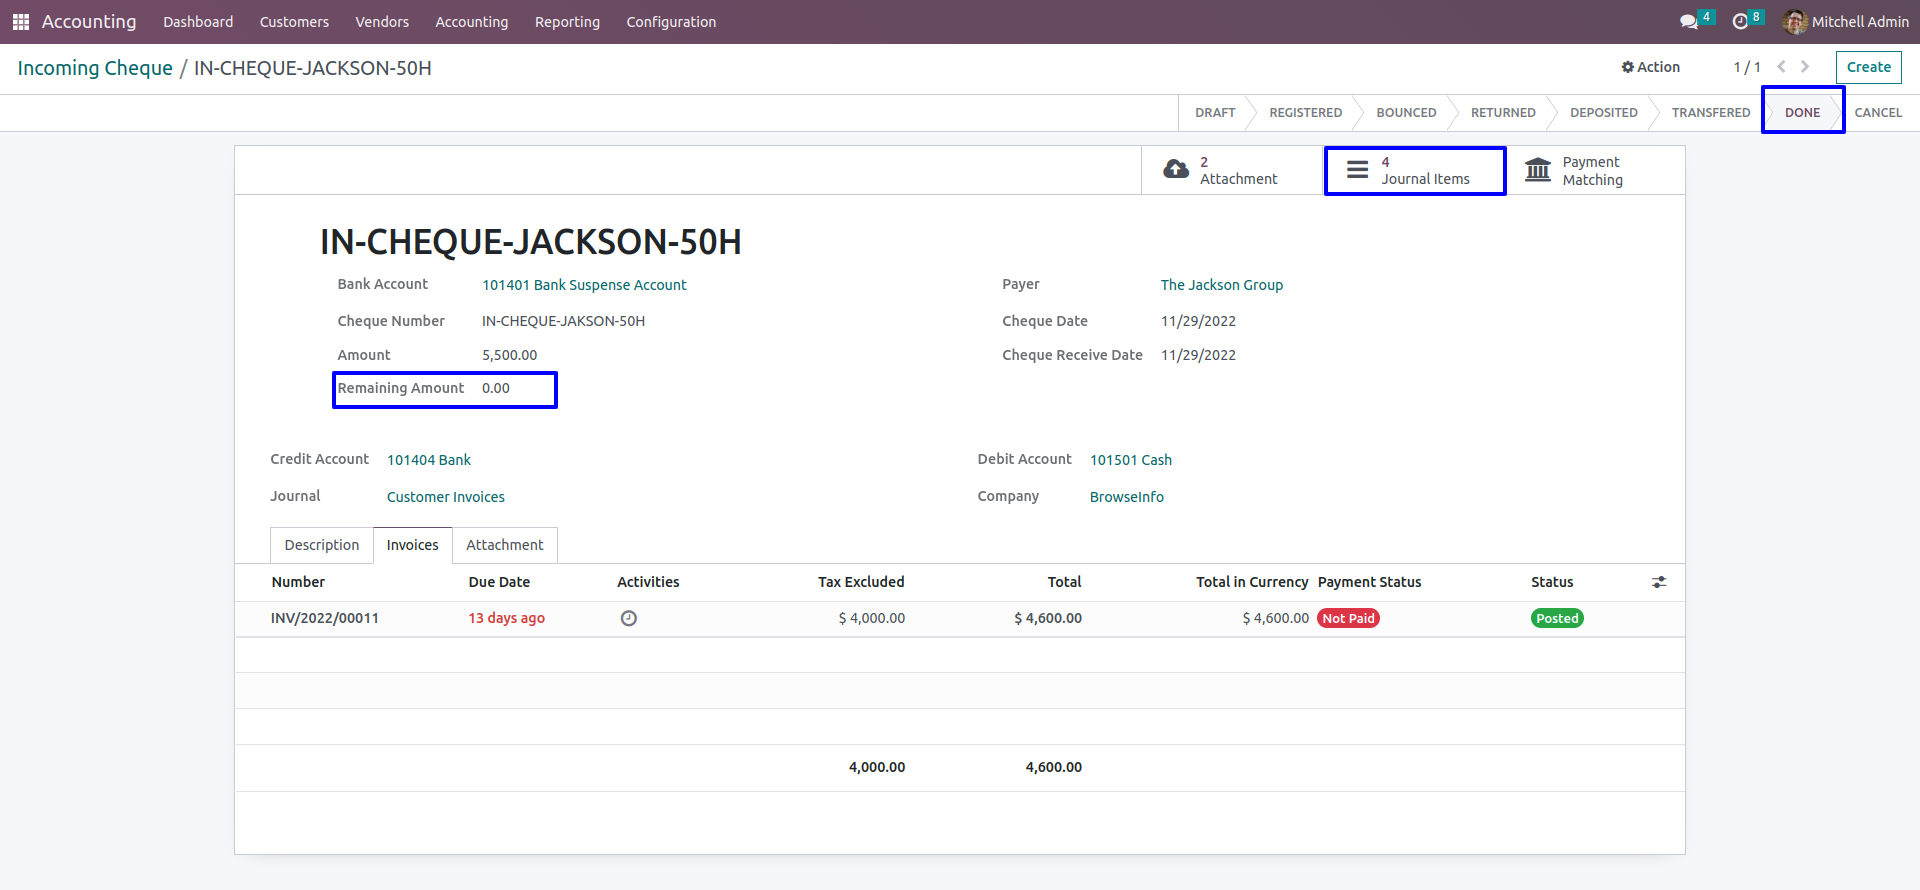 Accounting Dashboard Customers Vendors Accounting Reporting Configuration 4 8 Mitchell Admin
Incoming Cheque / IN-CHEQUE-JACKSON-50H Action 1 / 1 Create
DRAFT REGISTERED BOUNCED RETURNED DEPOSITED TRANSFERED DONE CANCEL
2 Attachment 4 Journal Items Payment Matching
IN-CHEQUE-JACKSON-50H
Bank Account 101401 Bank Suspense Account Payer The Jackson Group
Cheque Number IN-CHEQUE-JAKSON-50H Cheque Date 11/29/2022
Amount 5,500.00 Cheque Receive Date 11/29/2022
Remaining Amount 0.00
Credit Account 101404 Bank Debit Account 101501 Cash
Journal Customer Invoices Company BrowseInfo
Description Invoices Attachment
Number Due Date Activities Tax Excluded Total Total in Currency Payment Status Status
INV/2022/00011 13 days ago $ 4,000.00 $ 4,600.00 $ 4,600.00 Not Paid Posted
4,000.00 4,600.00